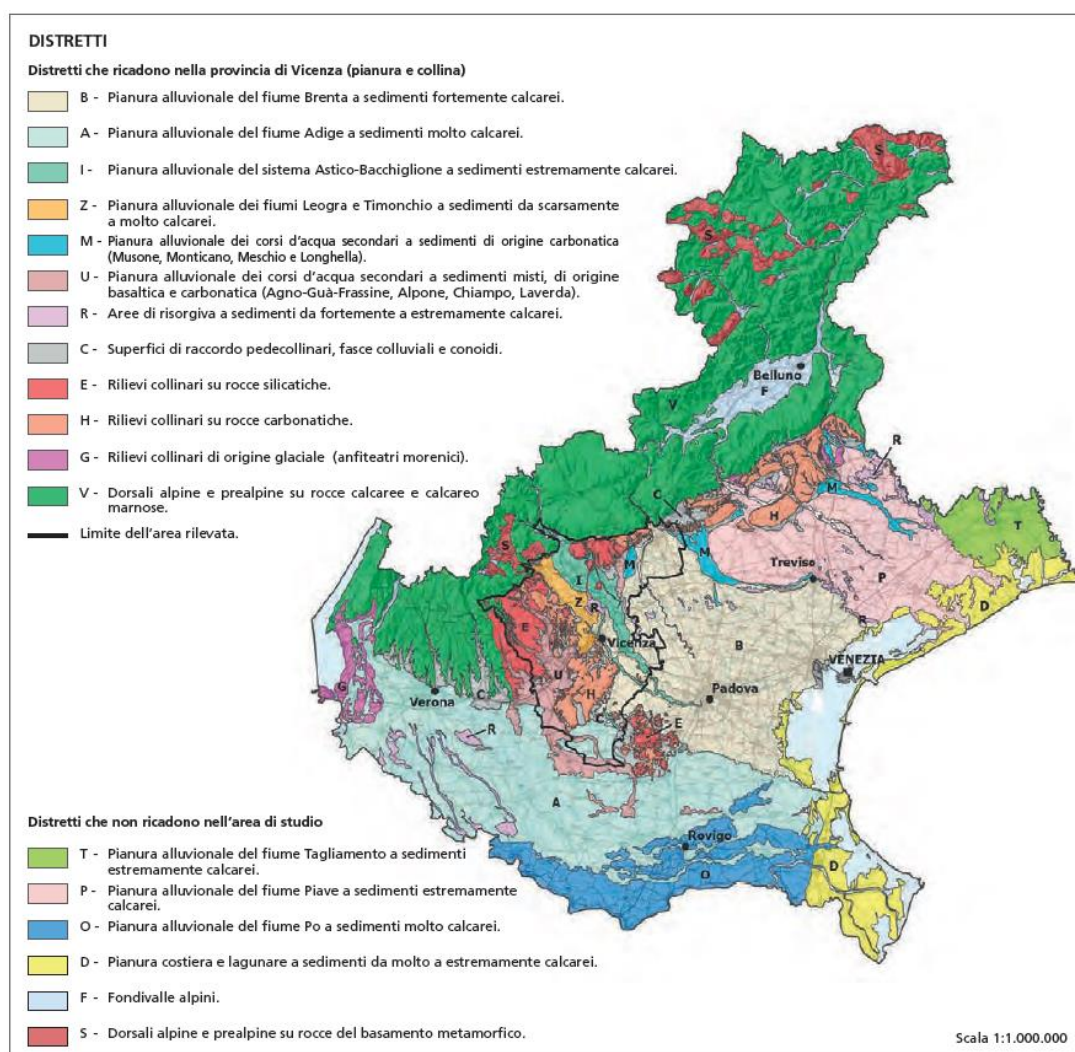 DISTRETTI
Distretti che ricadono nella provincia di Vicenza (pianura e collina)
B - Pianura alluvionale del fiume Brenta a sedimenti fortemente calcarei.
A - Pianura alluvionale del fiume Adige a sedimenti molto calcarei.
I - Pianura alluvionale del sistema Astico-Bacchiglione a sedimenti estremamente calcarei.
Z - Pianura alluvionale dei fiumi Leogra e Timonchio a sedimenti da scarsamente
a molto calcarei.
M - Pianura alluvionale dei corsi d'acqua secondari a sedimenti di origine carbonatica
(Musone, Monticano, Meschio e Longhella).
U - Pianura alluvionale dei corsi d'acqua secondari a sedimenti misti, di origine
basaltica e carbonatica (Agno-Guà-Frassine, Alpone, Chiampo, Laverda).
R - Aree di risorgiva a sedimenti da fortemente a estremamente calcarei.
C - Superfici di raccordo pedecollinari, fasce colluviali e conoidi.
E - Rilievi collinari su rocce silicatiche.
H - Rilievi collinari su rocce carbonatiche.
G - Rilievi collinari di origine glaciale (anfiteatri morenici).
V - Dorsali alpine e prealpine su rocce calcaree e calcareo
marnose.
Limite dell'area rilevata.
S
S
Belluno
F
V
R
C
M
H
S
M
M
T
I
Treviso
P
Z
R
D
E
R
Vicenza
B
VENEZIA
U
H
Padova
G
Verona
C
C
E
R
A
Rovigo
O
D
Distretti che non ricadono nell'area di studio
T - Pianura alluvionale del fiume Tagliamento a sedimenti
estremamente calcarei.
P - Pianura alluvionale del fiume Piave a sedimenti estremamente
calcarei.
O - Pianura alluvionale del fiume Po a sedimenti molto calcarei.
D - Pianura costiera e lagunare a sedimenti da molto a estremamente calcarei.
F - Fondivalle alpini.
S - Dorsali alpine e prealpine su rocce del basamento metamorfico.
Scala 1:1.000.000